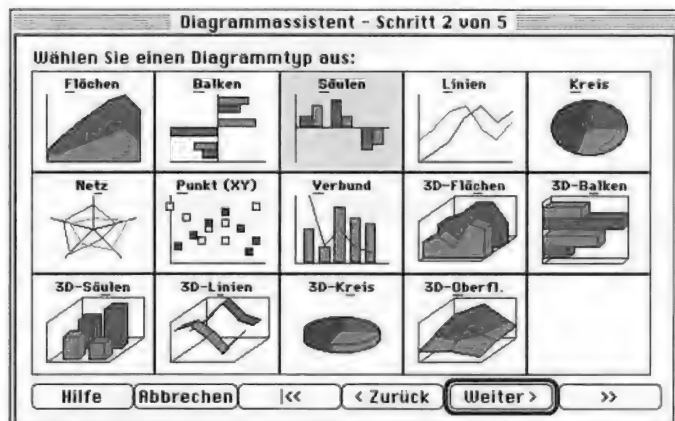 Diagrammassistent - Schritt 2 von 5
Wählen Sie einen Diagrammtyp aus:
Flächen Balken Säulen Linien Kreis
Netz Punkt (XY) Verbund 3D-Flächen 3D-Balken
3D-Säulen 3D-Linien 3D-Kreis 3D-Oberfl.
Hilfe Abbrechen |<< < Zurück Weiter > >>